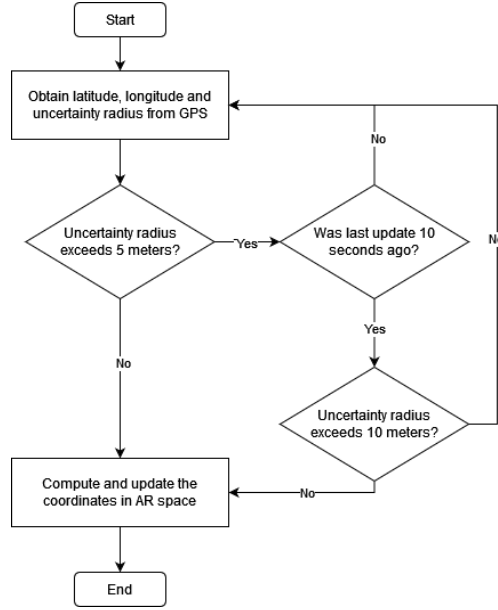 Start
Obtain latitude, longitude and
uncertainty radius from GPS
No
Uncertainty radius
exceeds 5 meters?
Yes
Was last update 10
seconds ago?
No
Yes
No
Uncertainty radius
exceeds 10 meters?
Compute and update the
coordinates in AR space
No
End